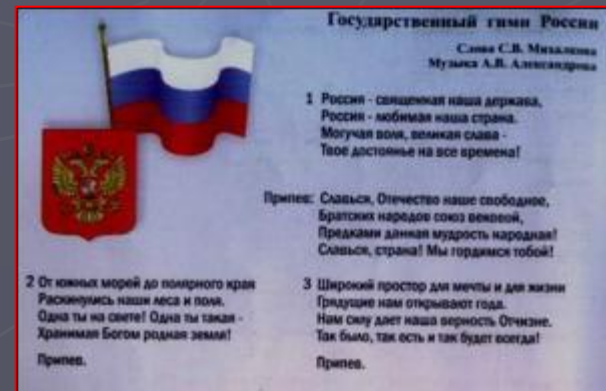 Государственный гимн России
Слова С.В. Михалкова
Музыка А.В. Александрова
1 Россия - священная наша держава,
Россия - любимая наша страна.
Могучая воля, великая слава -
Твое достоянье на все времена!
Припев: Славься, Отечество наше свободное,
Братских народов союз вековой,
Предками данная мудрость народная!
Славься, страна! Мы гордимся тобой!
2 От южных морей до полярного края
Раскинулись наши леса и поля.
Одна ты на свете! Одна ты такая -
Хранимая Богом родная земля!
Припев.
3 Широкий простор для мечты и для жизни
Грядущие нам открывают года.
Нам силу дает наша верность Отчизне.
Так было, так есть и так будет всегда!
Припев.